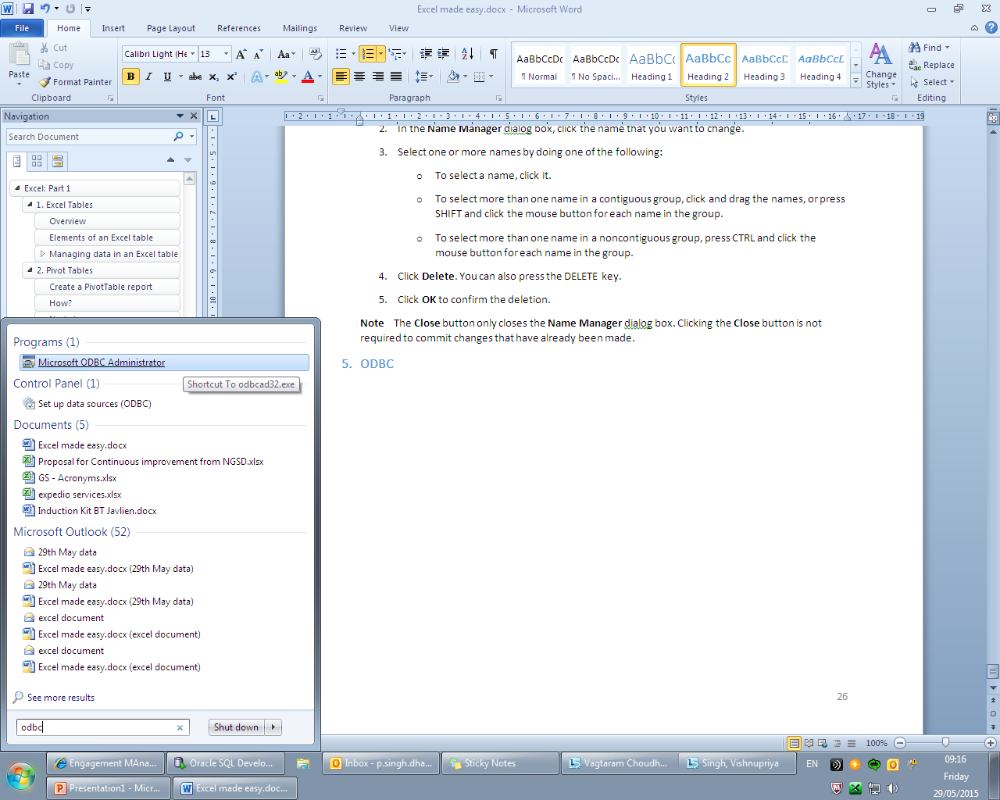 Excel made easy.docx - Microsoft Word
File Home Insert Page Layout References Mailings Review View
Paste
Cut
Copy
Format Painter
Clipboard
Calibri Light (He 13
B I U abc x₂ x²
Font
Paragraph
AaBbCcDc AaBbCcDc AaBbCc AaBbCc AaBbCcD AaBbCcD
¶ Normal ¶ No Spaci... Heading 1 Heading 2 Heading 3 Heading 4
Change Styles
Styles
Find
Replace
Select
Editing
Navigation
Search Document
Excel: Part 1
1. Excel Tables
Overview
Elements of an Excel table
Managing data in an Excel table
2. Pivot Tables
Create a PivotTable report
How?
2. In the Name Manager dialog box, click the name that you want to change.
3. Select one or more names by doing one of the following:
o To select a name, click it.
o To select more than one name in a contiguous group, click and drag the names, or press
SHIFT and click the mouse button for each name in the group.
o To select more than one name in a noncontiguous group, press CTRL and click the
mouse button for each name in the group.
4. Click Delete. You can also press the DELETE key.
5. Click OK to confirm the deletion.
Note The Close button only closes the Name Manager dialog box. Clicking the Close button is not
required to commit changes that have already been made.
5. ODBC
26
Programs (1)
Microsoft ODBC Administrator
Shortcut To odbcad32.exe
Control Panel (1)
Set up data sources (ODBC)
Documents (5)
Excel made easy.docx
Proposal for Continuous improvement from NGSD.xlsx
GS - Acronyms.xlsx
expedio services.xlsx
Induction Kit BT Javlien.docx
Microsoft Outlook (52)
29th May data
Excel made easy.docx (29th May data)
29th May data
Excel made easy.docx (29th May data)
excel document
Excel made easy.docx (excel document)
excel document
Excel made easy.docx (excel document)
See more results
odbc
Shut down
100%
Engagement MAna... Oracle SQL Develo... Inbox - p.singh.dha... Sticky Notes Vagtaram Choudh... Singh, Vishnupriya EN
Presentation1 - Micr... Excel made easy.doc...
09:16
Friday
29/05/2015